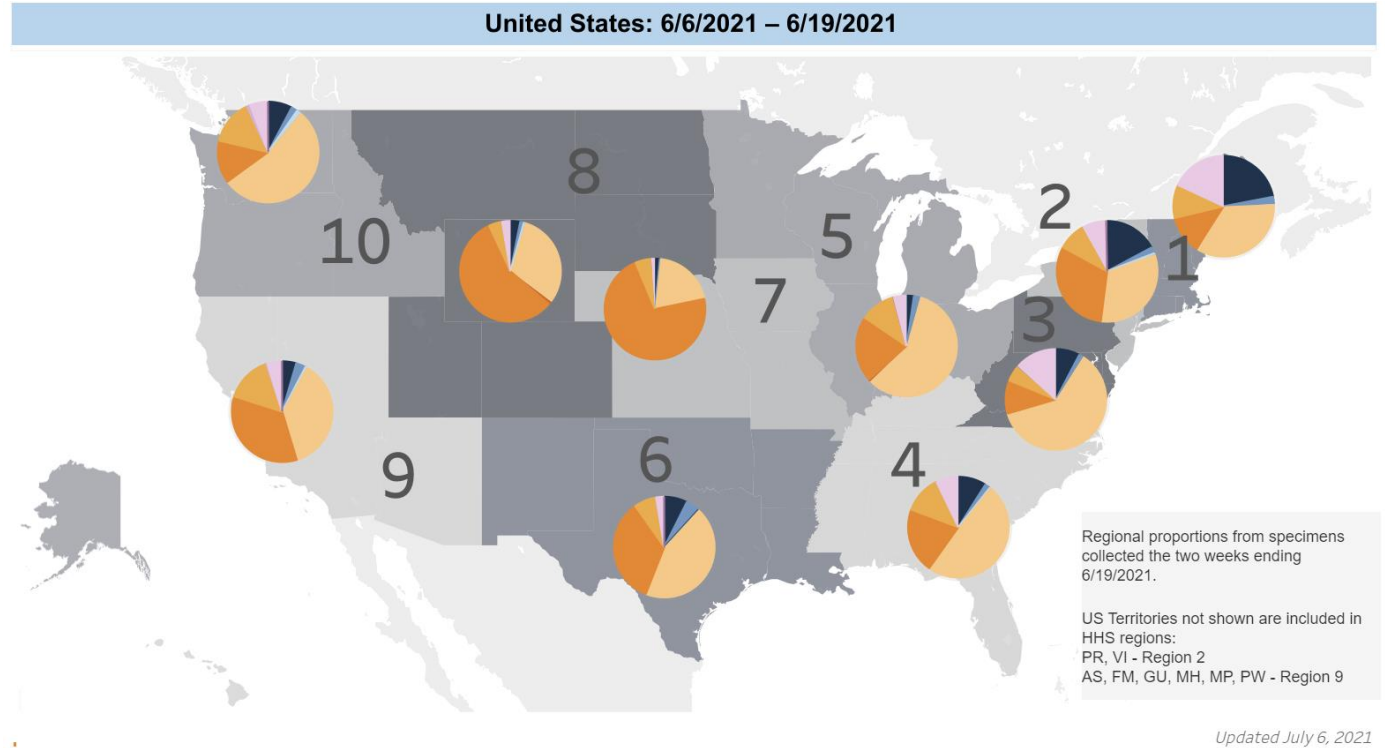 United States: 6/6/2021 – 6/19/2021
8
2
10
5
1
7
3
9
6
4
Regional proportions from specimens
collected the two weeks ending
6/19/2021.
US Territories not shown are included in
HHS regions:
PR, VI - Region 2
AS, FM, GU, MH, MP, PW - Region 9
Updated July 6, 2021